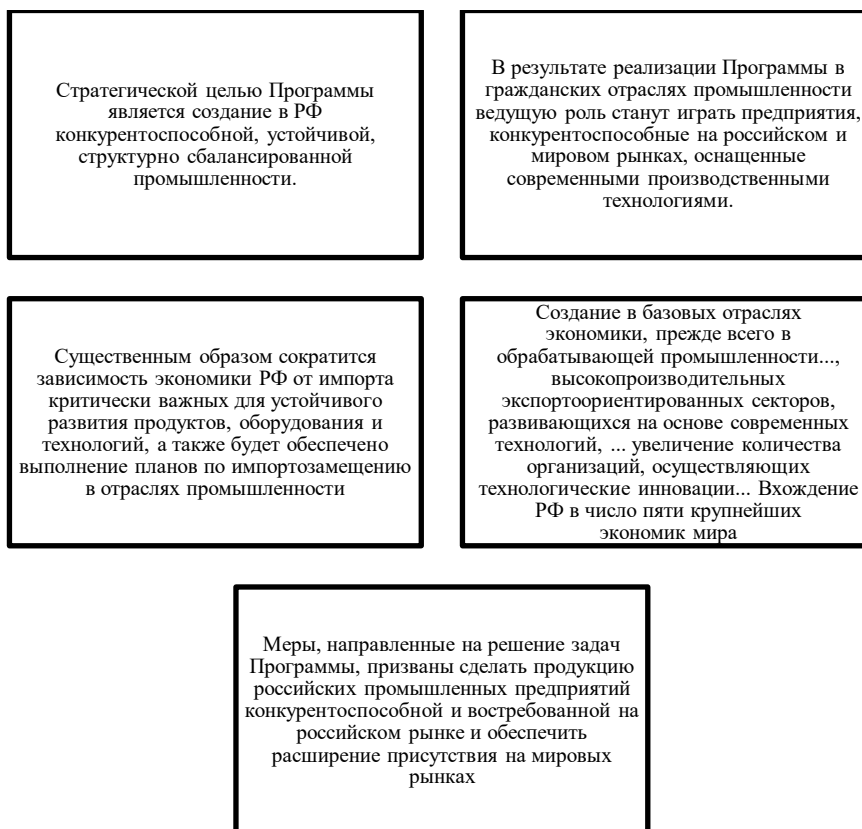 Стратегической целью Программы
является создание в РФ
конкурентоспособной, устойчивой,
структурно сбалансированной
промышленности.
В результате реализации Программы в
гражданских отраслях промышленности
ведущую роль станут играть предприятия,
конкурентоспособные на российском и
мировом рынках, оснащенные
современными производственными
технологиями.
Существенным образом сократится
зависимость экономики РФ от импорта
критически важных для устойчивого
развития продуктов, оборудования и
технологий, а также будет обеспечено
выполнение планов по импортозамещению
в отраслях промышленности
Создание в базовых отраслях
экономики, прежде всего в
обрабатывающей промышленности...,
высокопроизводительных
экспортоориентированных секторов,
развивающихся на основе современных
технологий, ... увеличение количества
организаций, осуществляющих
технологические инновации... Вхождение
РФ в число пяти крупнейших
экономик мира
Меры, направленные на решение задач
Программы, призваны сделать продукцию
российских промышленных предприятий
конкурентоспособной и востребованной на
российском рынке и обеспечить
расширение присутствия на мировых
рынках